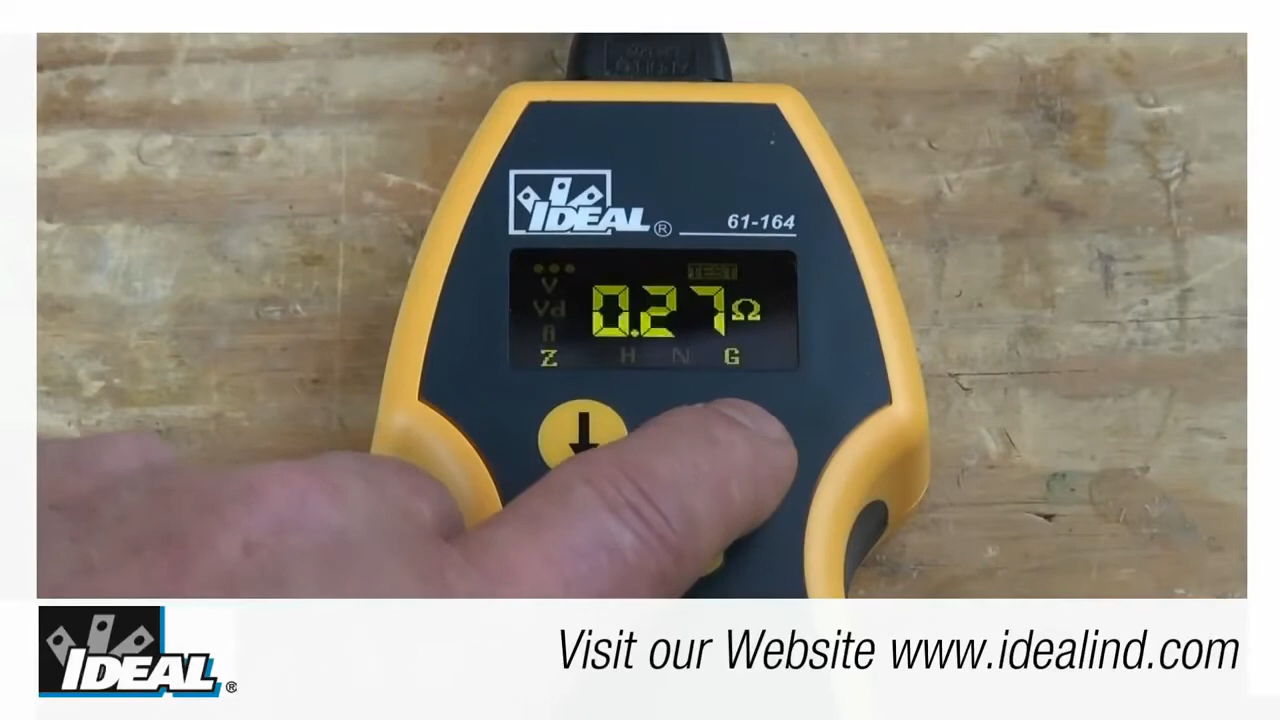 IDEAL®
61-164
TEST
V
Vd
A
0.27Ω
Z H N G
IDEAL®
Visit our Website www.idealind.com